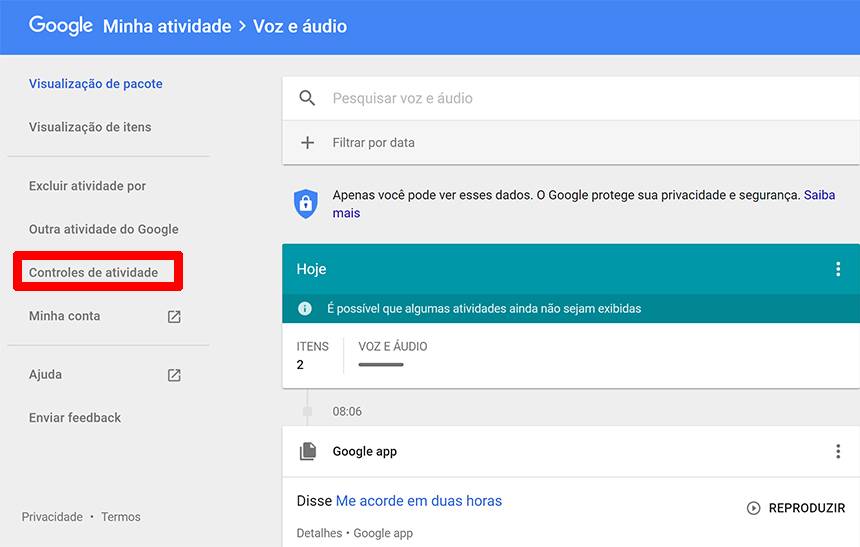 Google Minha atividade > Voz e áudio
Visualização de pacote
Visualização de itens
Excluir atividade por
Outra atividade do Google
Controles de atividade
Minha conta
Ajuda
Enviar feedback
Privacidade • Termos
Pesquisar voz e áudio
Filtrar por data
Apenas você pode ver esses dados. O Google protege sua privacidade e segurança. Saiba
mais
Hoje
É possível que algumas atividades ainda não sejam exibidas
ITENS
2
VOZ E ÁUDIO
08:06
Google app
Disse Me acorde em duas horas
REPRODUZIR
Detalhes • Google app